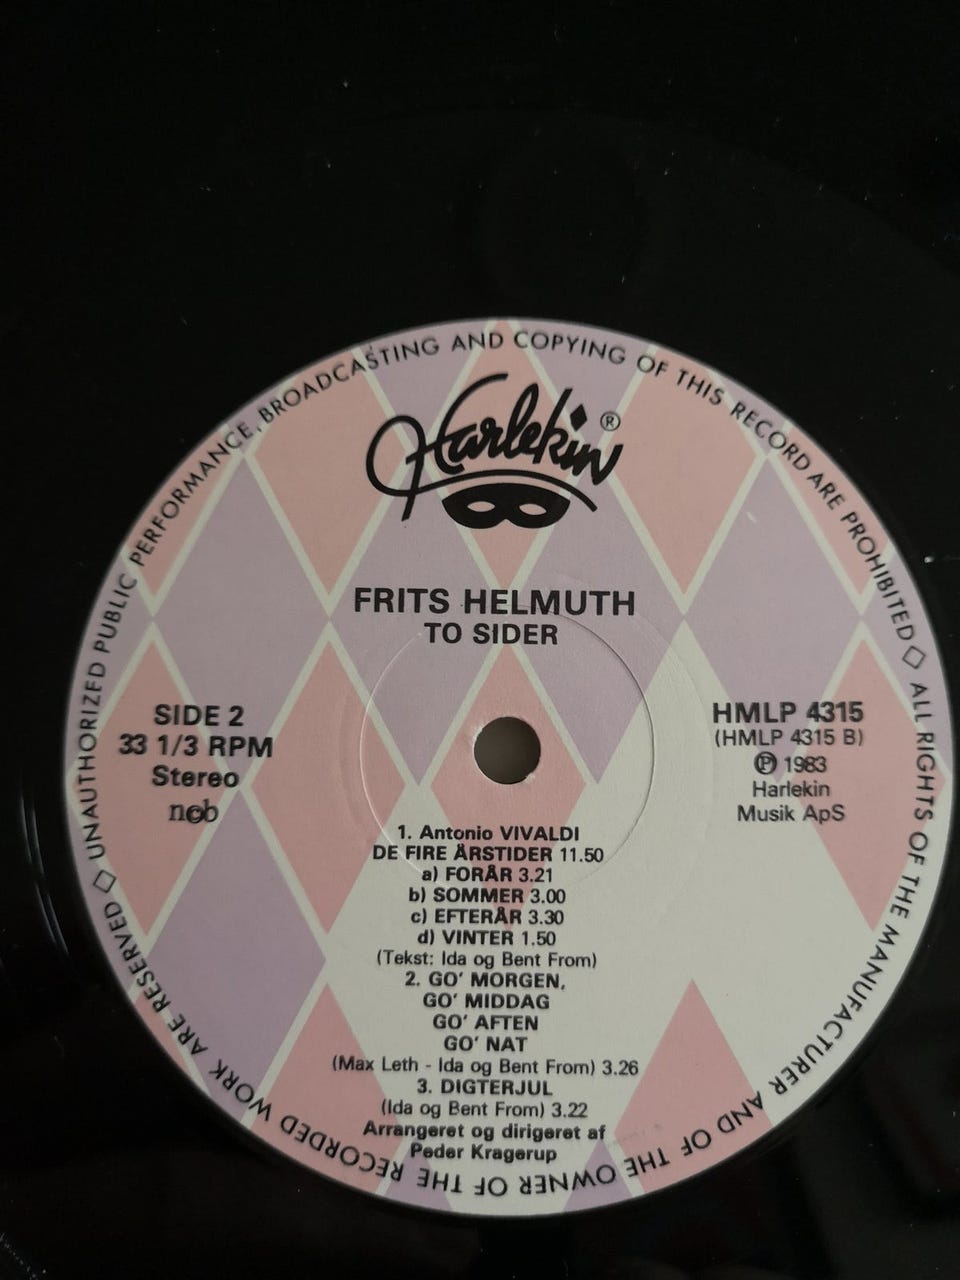 UNAUTHORIZED PUBLIC PERFORMANCE, BROADCASTING AND COPYING OF THIS RECORD ARE PROHIBITED ◇ ALL RIGHTS OF THE MANUFACTURER AND OF THE OWNER OF THE RECORDED WORK ARE RESERVED ◇
Harlekin ®
FRITS HELMUTH
TO SIDER
SIDE 2
33 1/3 RPM
Stereo
ncb
HMLP 4315
(HMLP 4315 B)
Ⓟ 1983
Harlekin
Musik ApS
1. Antonio VIVALDI
DE FIRE ÅRSTIDER 11.50
a) FORÅR 3.21
b) SOMMER 3.00
c) EFTERÅR 3.30
d) VINTER 1.50
(Tekst: Ida og Bent From)
2. GO' MORGEN,
GO' MIDDAG
GO' AFTEN
GO' NAT
(Max Leth - Ida og Bent From) 3.26
3. DIGTERJUL
(Ida og Bent From) 3.22
Arrangeret og dirigeret af
Peder Kragerup